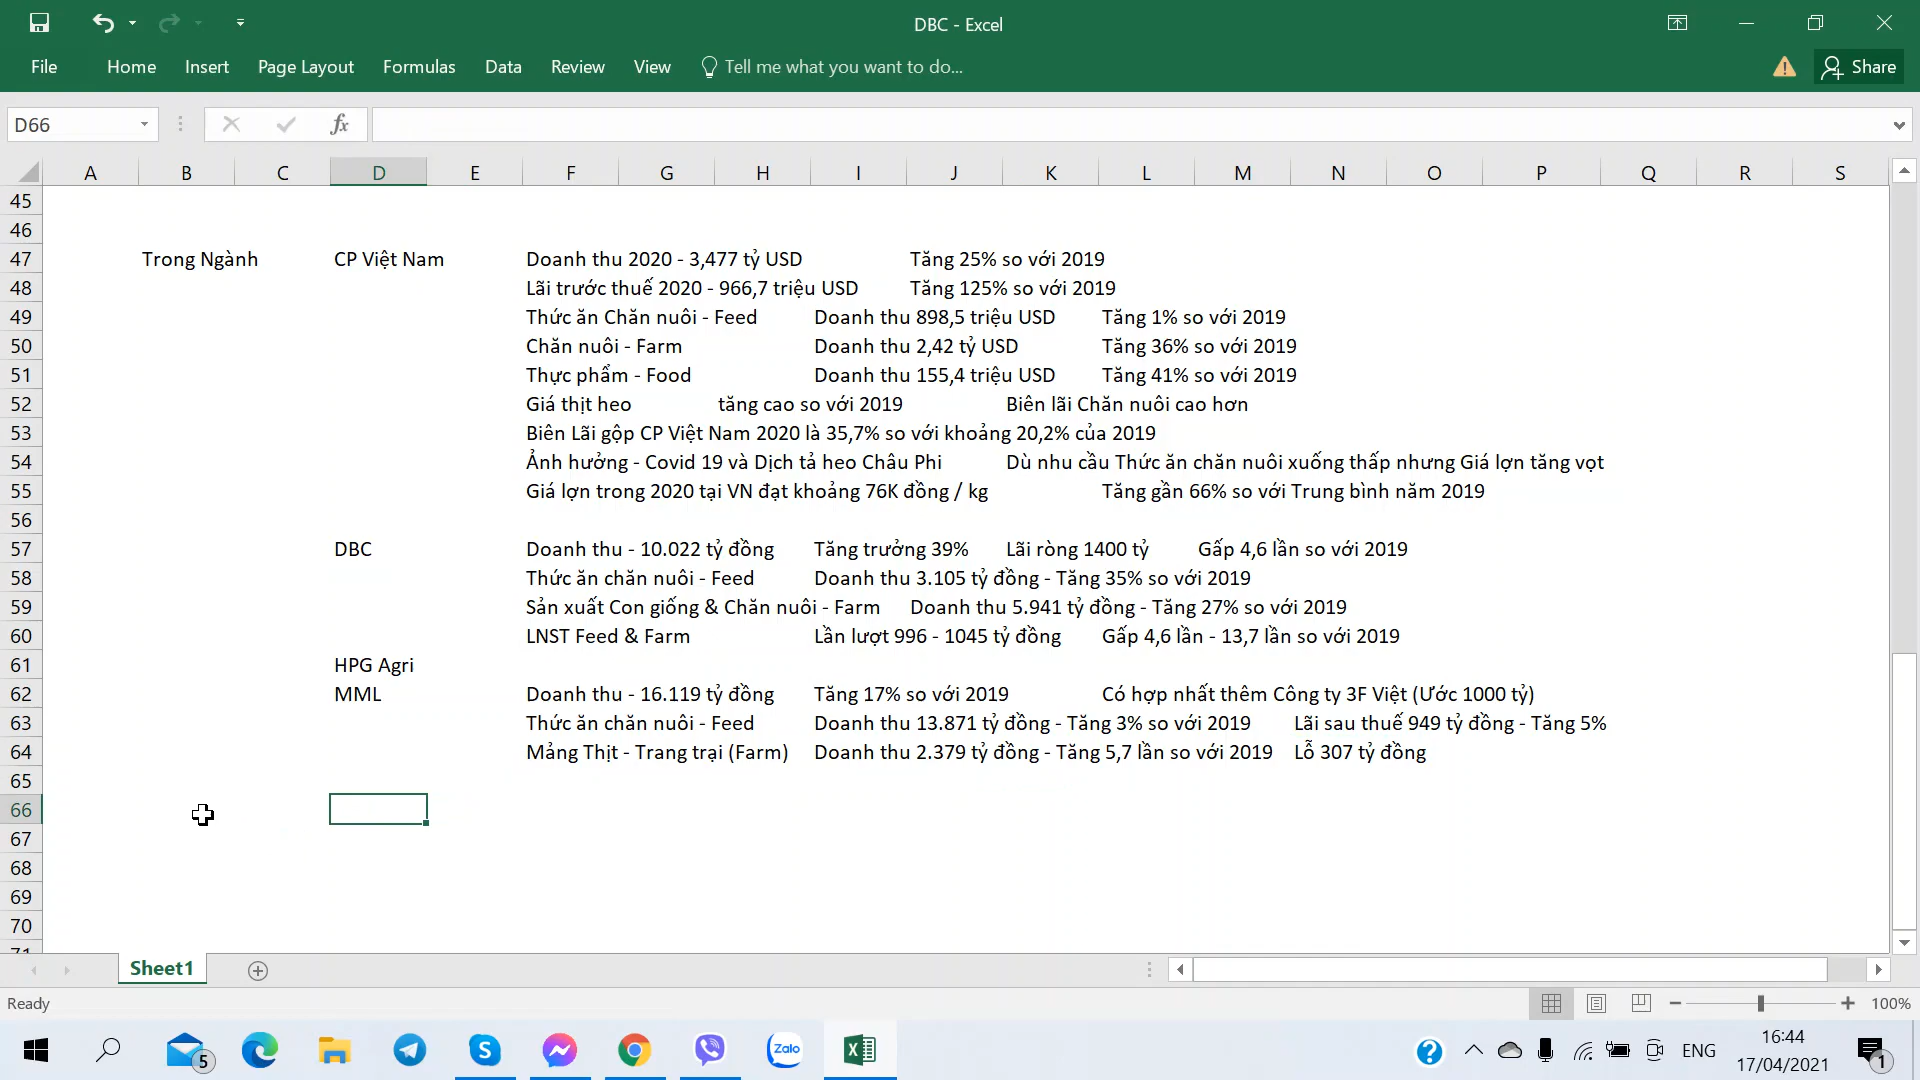 DBC - Excel
File Home Insert Page Layout Formulas Data Review View Tell me what you want to do... Share
D66 fx
A B C D E F G H I J K L M N O P Q R S
45
46
47 Trong Ngành CP Việt Nam Doanh thu 2020 - 3,477 tỷ USD Tăng 25% so với 2019
48 Lãi trước thuế 2020 - 966,7 triệu USD Tăng 125% so với 2019
49 Thức ăn Chăn nuôi - Feed Doanh thu 898,5 triệu USD Tăng 1% so với 2019
50 Chăn nuôi - Farm Doanh thu 2,42 tỷ USD Tăng 36% so với 2019
51 Thực phẩm - Food Doanh thu 155,4 triệu USD Tăng 41% so với 2019
52 Giá thịt heo tăng cao so với 2019 Biên lãi Chăn nuôi cao hơn
53 Biên Lãi gộp CP Việt Nam 2020 là 35,7% so với khoảng 20,2% của 2019
54 Ảnh hưởng - Covid 19 và Dịch tả heo Châu Phi Dù nhu cầu Thức ăn chăn nuôi xuống thấp nhưng Giá lợn tăng vọt
55 Giá lợn trong 2020 tại VN đạt khoảng 76K đồng / kg Tăng gần 66% so với Trung bình năm 2019
56
57 DBC Doanh thu - 10.022 tỷ đồng Tăng trưởng 39% Lãi ròng 1400 tỷ Gấp 4,6 lần so với 2019
58 Thức ăn chăn nuôi - Feed Doanh thu 3.105 tỷ đồng - Tăng 35% so với 2019
59 Sản xuất Con giống & Chăn nuôi - Farm Doanh thu 5.941 tỷ đồng - Tăng 27% so với 2019
60 LNST Feed & Farm Lần lượt 996 - 1045 tỷ đồng Gấp 4,6 lần - 13,7 lần so với 2019
61 HPG Agri
62 MML Doanh thu - 16.119 tỷ đồng Tăng 17% so với 2019 Có hợp nhất thêm Công ty 3F Việt (Ước 1000 tỷ)
63 Thức ăn chăn nuôi - Feed Doanh thu 13.871 tỷ đồng - Tăng 3% so với 2019 Lãi sau thuế 949 tỷ đồng - Tăng 5%
64 Mảng Thịt - Trang trại (Farm) Doanh thu 2.379 tỷ đồng - Tăng 5,7 lần so với 2019 Lỗ 307 tỷ đồng
65
66
67
68
69
70
71
Sheet1
Ready 100%
5 Zalo ENG 16:44
17/04/2021 1